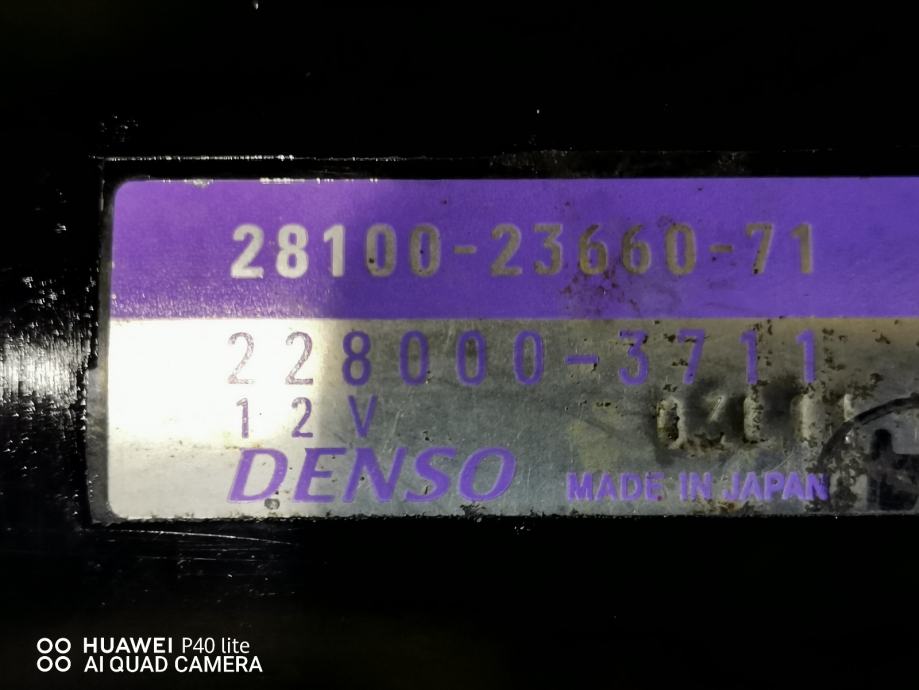 28100-23660-71
228000-3711
12V
DENSO
MADE IN JAPAN
HUAWEI P40 lite
AI QUAD CAMERA